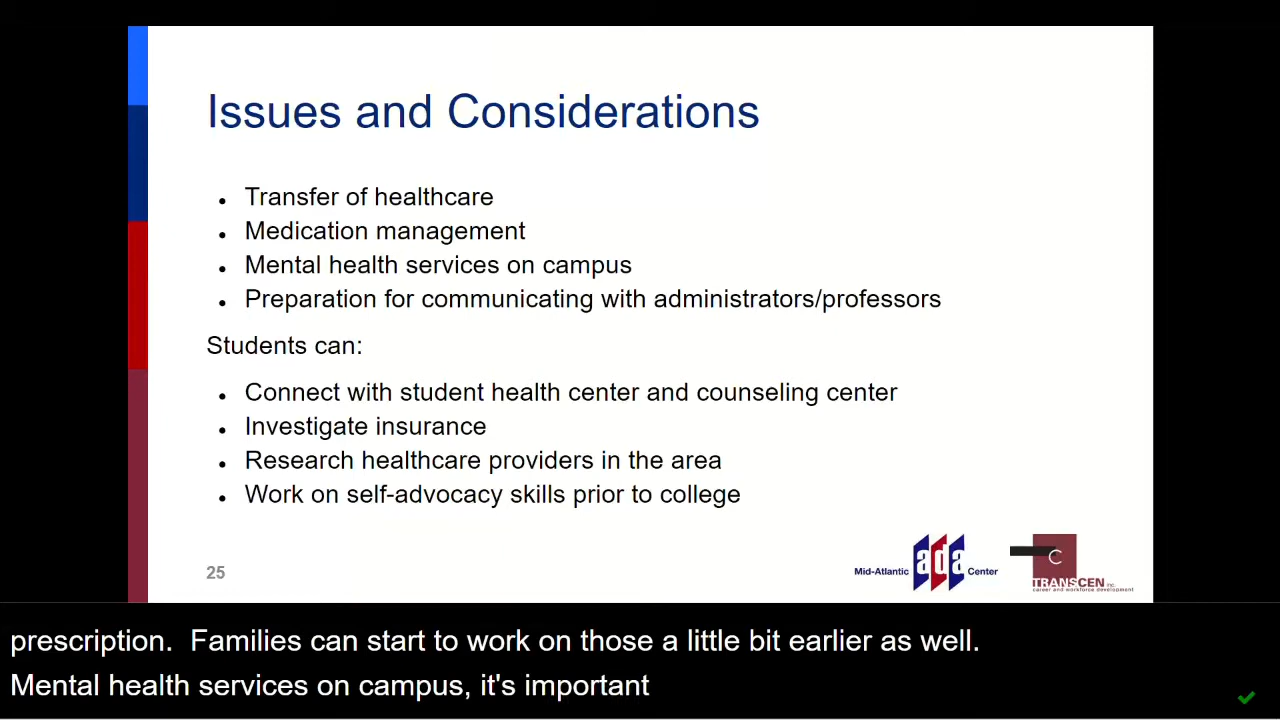 Issues and Considerations
• Transfer of healthcare
• Medication management
• Mental health services on campus
• Preparation for communicating with administrators/professors
Students can:
• Connect with student health center and counseling center
• Investigate insurance
• Research healthcare providers in the area
• Work on self-advocacy skills prior to college
25
Mid-Atlantic ada Center
TRANSCEN inc.
career and workforce development
prescription.  Families can start to work on those a little bit earlier as well.
Mental health services on campus, it's important